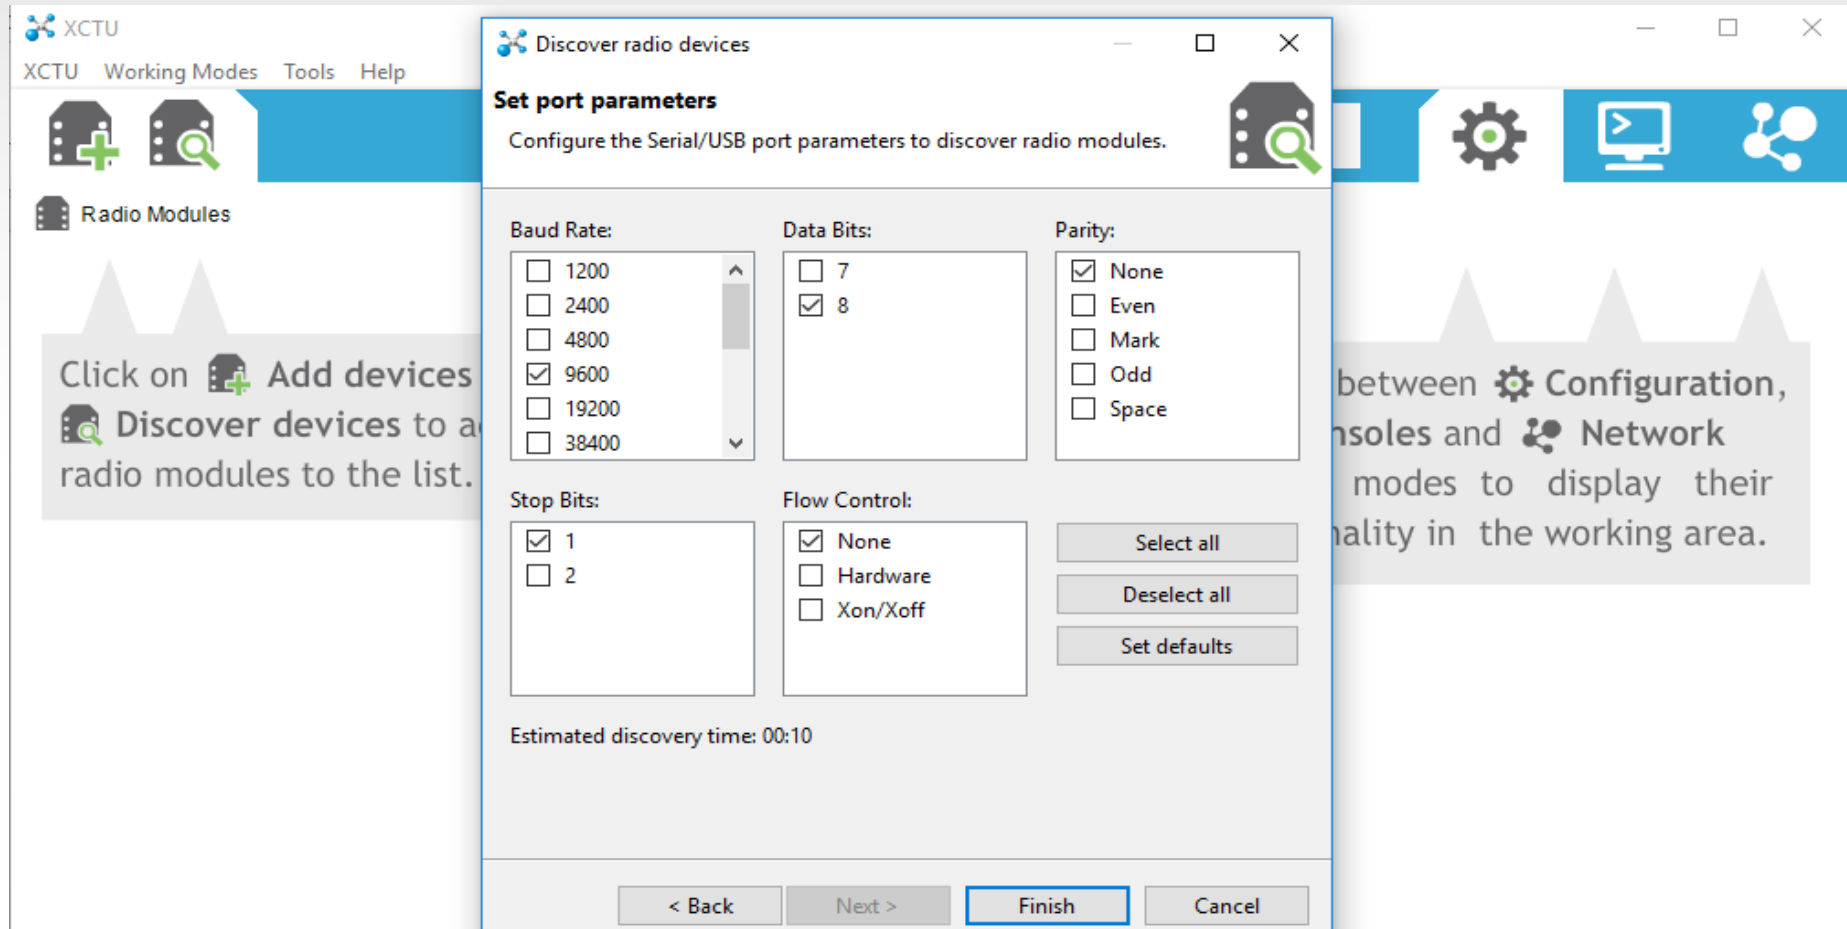 XCTU
XCTU Working Modes Tools Help
Radio Modules
Click on Add devices
Discover devices to a
radio modules to the list.
Discover radio devices
Set port parameters
Configure the Serial/USB port parameters to discover radio modules.
Baud Rate:
1200
2400
4800
9600
19200
38400
Data Bits:
7
8
Parity:
None
Even
Mark
Odd
Space
Stop Bits:
1
2
Flow Control:
None
Hardware
Xon/Xoff
Select all
Deselect all
Set defaults
Estimated discovery time: 00:10
< Back Next > Finish Cancel
between Configuration,
nsoles and Network
modes to display their
nality in the working area.